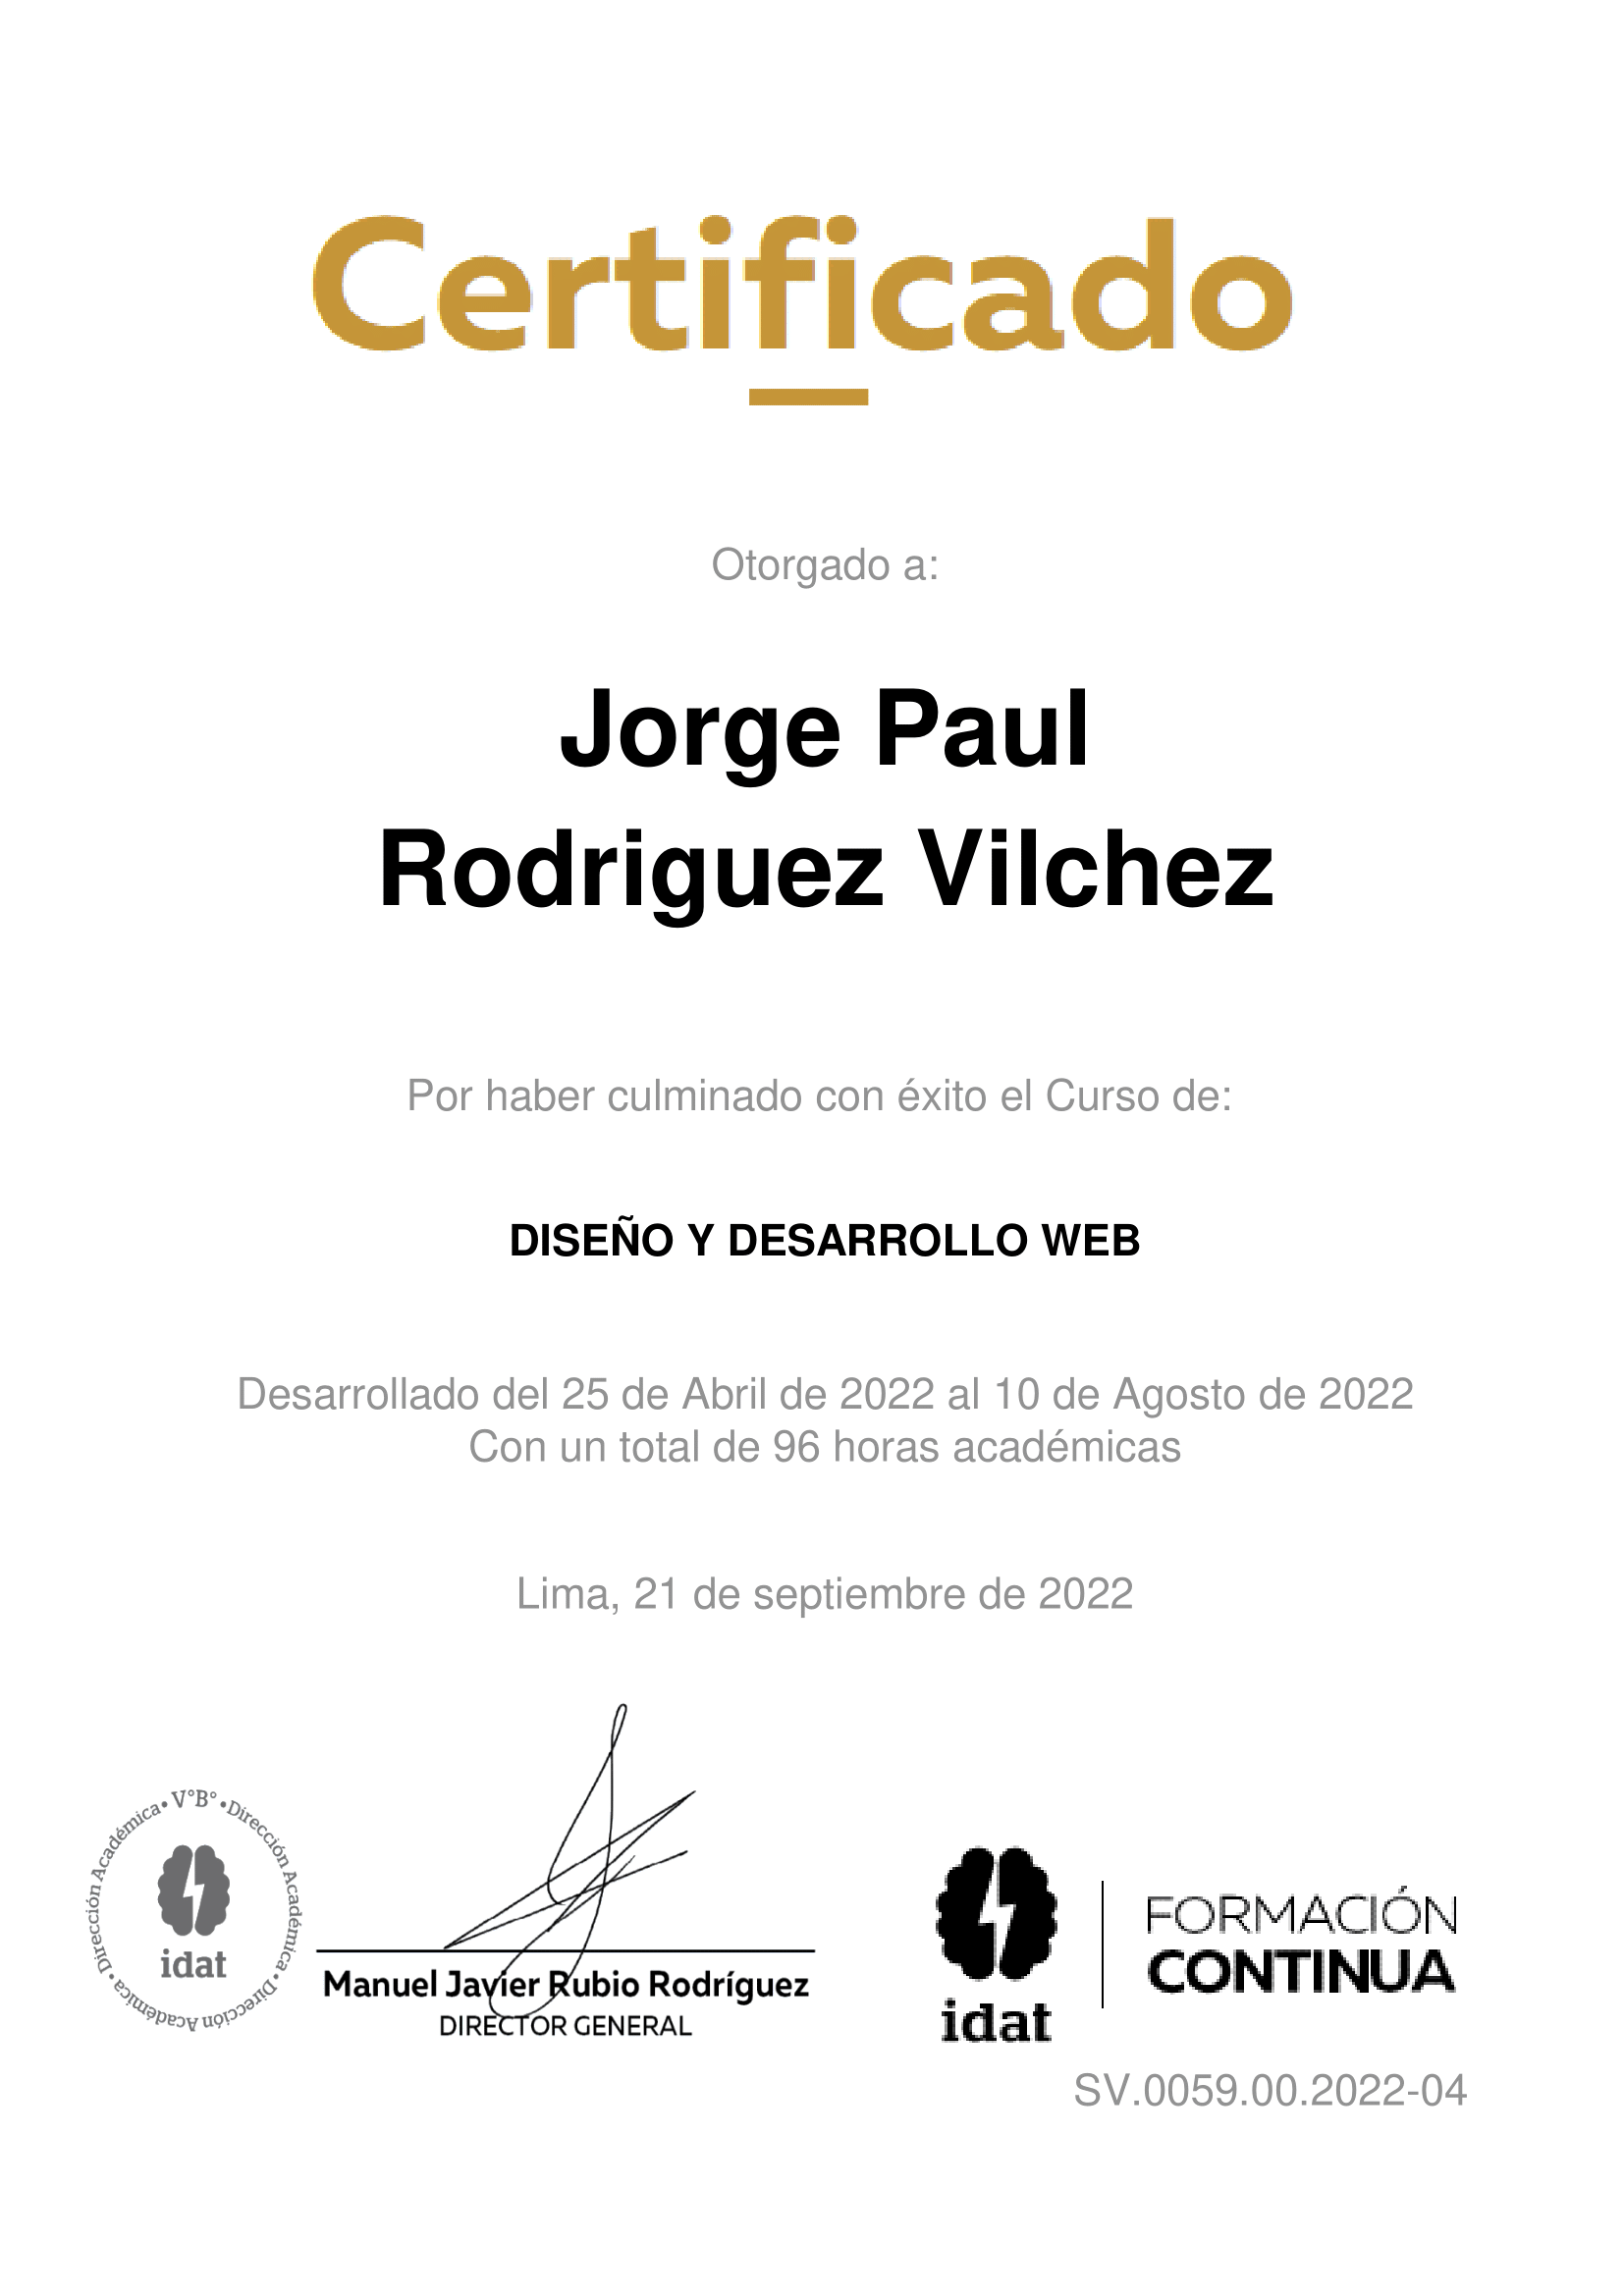 Certificado
Otorgado a:
Jorge Paul
Rodriguez Vilchez
Por haber culminado con éxito el Curso de:
DISEÑO Y DESARROLLO WEB
Desarrollado del 25 de Abril de 2022 al 10 de Agosto de 2022
Con un total de 96 horas académicas
Lima, 21 de septiembre de 2022
V°B° • Dirección Académica • Dirección Académica • Dirección Académica •
idat
Manuel Javier Rubio Rodríguez
DIRECTOR GENERAL
idat
FORMACIÓN
CONTINUA
SV.0059.00.2022-04